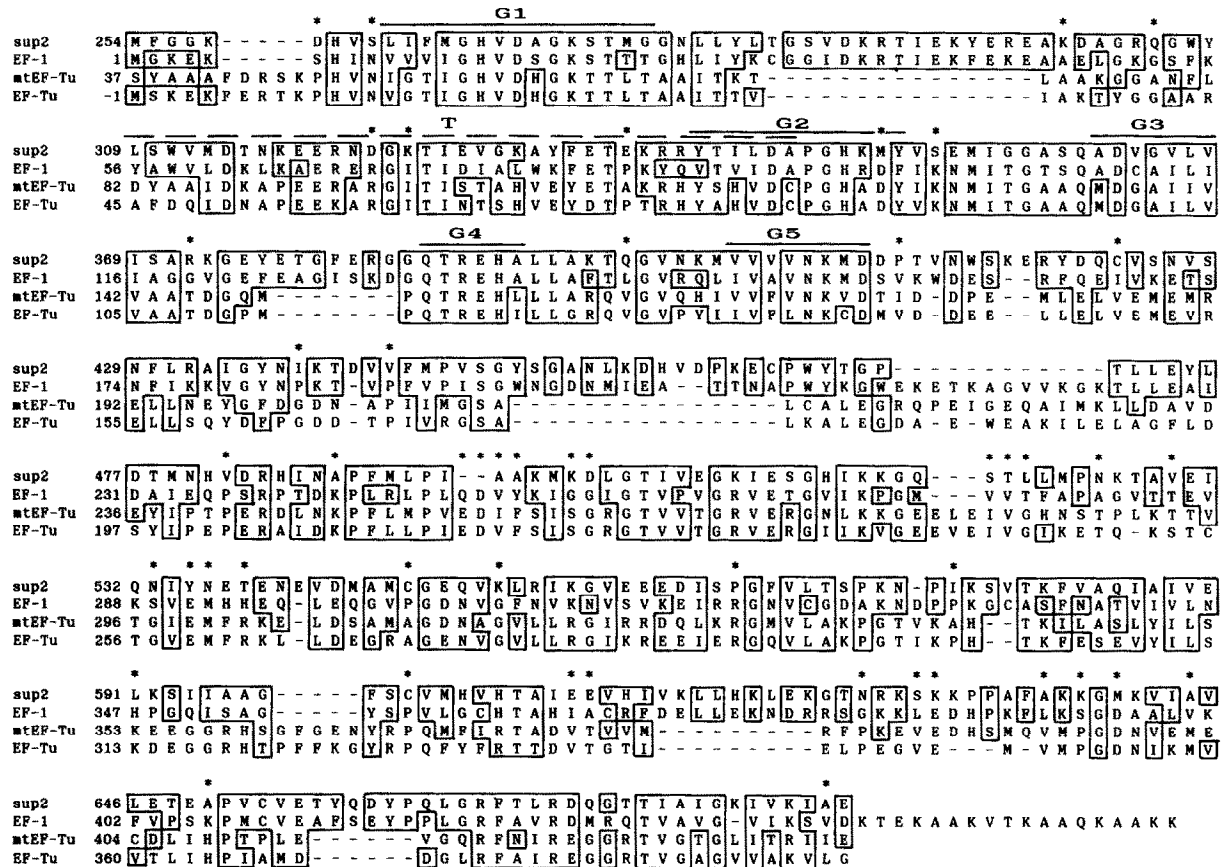 G1
* * * *
sup2 254 M F G G K - - - - - D H V S L I F M G H V D A G K S T M G G N L L Y L T G S V D K R T I E K Y E R E A K D A G R Q G W Y
EF-1 1 M G K E K - - - - - S H I N V V V I G H V D S G K S T T T G H L I Y K C G G I D K R T I E K F E K E A A E L G K G S F K
mtEF-Tu 37 S Y A A A F D R S K P H V N I G T I G H V D H G K T T L T A A I T K T - - - - - - - - - - - - - - - L A A K G G A N F L
EF-Tu -1 M S K E K F E R T K P H V N V G T I G H V D H G K T T L T A A I T T V - - - - - - - - - - - - - - - I A K T Y G G A A R
T G2 G3
* * * * *
sup2 309 L S W V M D T N K E E R N D G K T I E V G K A Y F E T E K R R Y T I L D A P G H K M Y V S E M I G G A S Q A D V G V L V
EF-1 56 Y A W V L D K L K A E R E R G I T I D I A L W K F E T P K Y Q V T V I D A P G H R D F I K N M I T G T S Q A D C A I L I
mtEF-Tu 82 D Y A A I D K A P E E R A R G I T I S T A H V E Y E T A K R H Y S H V D C P G H A D Y I K N M I T G A A Q M D G A I L V
EF-Tu 45 A F D Q I D N A P E E K A R G I T I N T S H V E Y D T P T R H Y A H V D C P G H A D Y V K N M I T G A A Q M D G A I L V
G4 G5
* * * *
sup2 369 I S A R K G E Y E T G F E R G G Q T R E H A L L A K T Q G V N K M V V V V N K M D D P T V N W S K E R Y D Q C V S N V S
EF-1 116 I A G G V G E F E A G I S K D G Q T R E H A L L A F T L G V R Q L I V A V N K M D S V K W D E S - - R F Q E I V K E T S
mtEF-Tu 142 V A A T D G Q M - - - - - - - P Q T R E H L L L A R Q V G V Q H I V V F V N K V D T I D - D P E - - M L E L V E M E M R
EF-Tu 105 V A A T D G P M - - - - - - - P Q T R E H I L L G R Q V G V P Y I I V F L N K C D M V D - D E E - - L L E L V E M E V R
* *
sup2 429 N F L R A I G Y N I K T D V V F M P V S G Y S G A N L K D H V D P K E C P W Y T G P - - - - - - - - - - T L L E Y L
EF-1 174 N F I K K V G Y N P K T - V P F V P I S G W N G D N M I E A - T T N A P W Y K G W E K E T K A G V V K G K T L L E A I
mtEF-Tu 192 E L L N E Y G F D G D N - A P I I M G S A - - - - - - - - - - - - - - L C A L E G R Q P E I G E Q A I M K L L D A V D
EF-Tu 155 E L L S Q Y D F P G D D - T P I V R G S A - - - - - - - - - - - - - - L K A L E G D A - E - W E A K I L E L A G F L D
* * * * * * * * * * * *
sup2 477 D T M N H V D R H I N A P F M L P I - - A A K M K D L G T I V E G K I E S G H I K K G Q - - - S T L L M P N K T A V E I
EF-1 231 D A I E Q P S R P T D K P L R L P L Q D V Y K I G G I G T V P V G R V E T G V I K P G M - - - V V T F A P A G V T T E V
mtEF-Tu 236 E Y I P T P E R D L N K P F L M P V E D I F S I S G R G T V V T G R V E R G N L K K G E E L E I V G H N S T P L K T T V
EF-Tu 197 S Y I P E P E R A I D K P F L L P I E D V F S I S G R G T V V T G R V E R G I I K V G E E V E I V G I K E T Q - K S T C
* * * * * * * *
sup2 532 Q N I Y N E T E N E V D M A M C G E Q V K L R I K G V E E E D I S P G F V L T S P K N - P I K S V T K F V A Q I A I V E
EF-1 288 K S V E M H H E Q - L E Q G V P G D N V G F N V K N V S V K E I R R G N V C G D A K N D P P K G C A S F N A T V I V L N
mtEF-Tu 296 T G I E M F R K E - L D S A M A G D N A G V L L R G I R R D Q L K R G M V L A K P G T V K A H - - T K I L A S L Y I L S
EF-Tu 256 T G V E M F R K L - L D E G R A G E N V G V L L R G I K R E E I E R G Q V L A K P G T I K P H - - T K F E S E V Y I L S
* * * * * * * * * *
sup2 591 L K S I I A A G - - - - - F S C V M H V H T A I E E V H I V K L L H K L E K G T N R K S K K P P A F A K K G M K V I A V
EF-1 347 H P G Q I S A G - - - - - Y S P V L G C H T A H I A C R F D E L L E K N D R R S G K K L E D H P K F L K S G D A A L V K
mtEF-Tu 353 K E E G G R H S G F G E N Y R P Q M F I R T A D V T V V M - - - - - - - - R F P K E V E D H S M Q V M P G D N V E M E
EF-Tu 313 K D E G G R H T P F F K G Y R P Q F Y F R T T D V T G T I - - - - - - - - E L P E G V E - - M - V M P G D N I K M V
* *
sup2 646 L E T E A P V C V E T Y Q D Y P Q L G R F T L R D Q G T T I A I G K I V K I A E
EF-1 402 F V P S K P M C V E A F S E Y P P L G R F A V R D M R Q T V A V G - V I K S V D K T E K A A K V T K A A Q K A A K K
mtEF-Tu 404 C D L I H P T P L E - - - - - - V G Q R F N I R E G G R T V G T G L I T R I I E
EF-Tu 360 V T L I H P I A M D - - - - - - D G L R F A I R E G G R T V G A G V V A K V L G